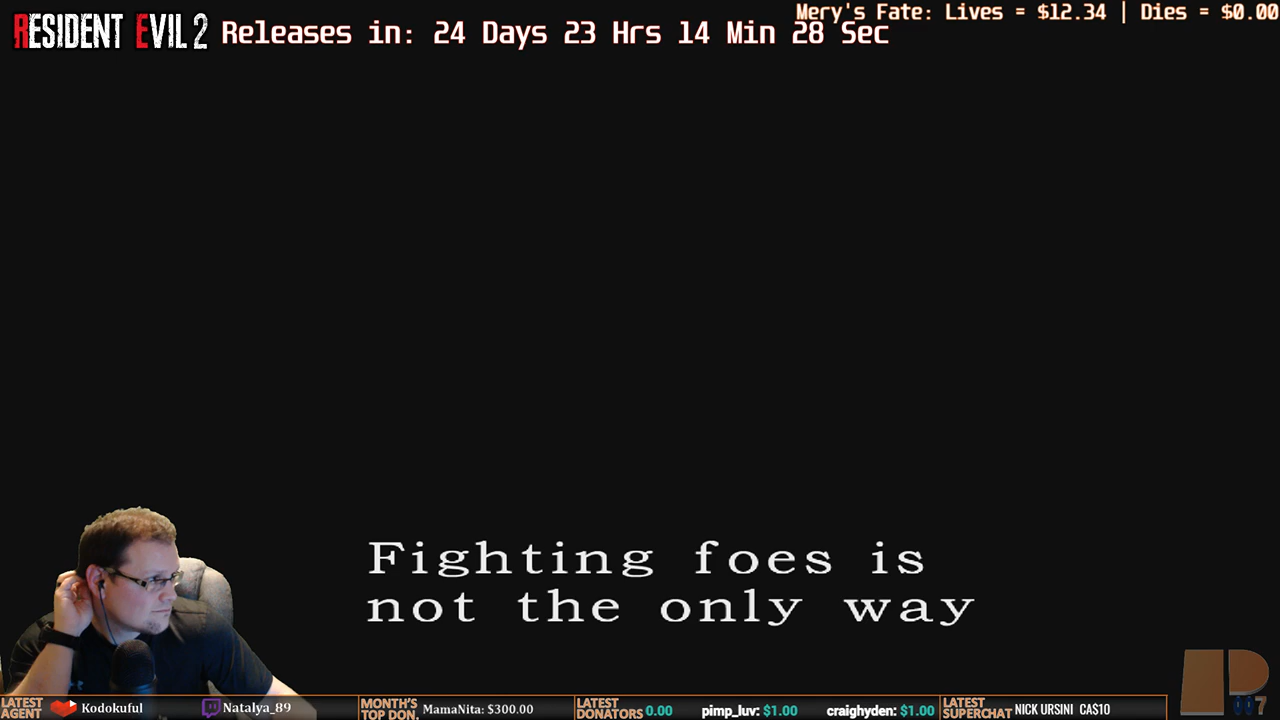 RESIDENT EVIL 2 Releases in: 24 Days 23 Hrs 14 Min 28 Sec
Mery's Fate: Lives = $12.34 | Dies = $0.00
Fighting foes is
not the only way
LATEST AGENT Kodokuful Natalya_89
MONTH'S TOP DON. MamaNita: $300.00
LATEST DONATORS 0.00 pimp_luv: $1.00 craighyden: $1.00
LATEST SUPERCHAT NICK URSINI CA$10